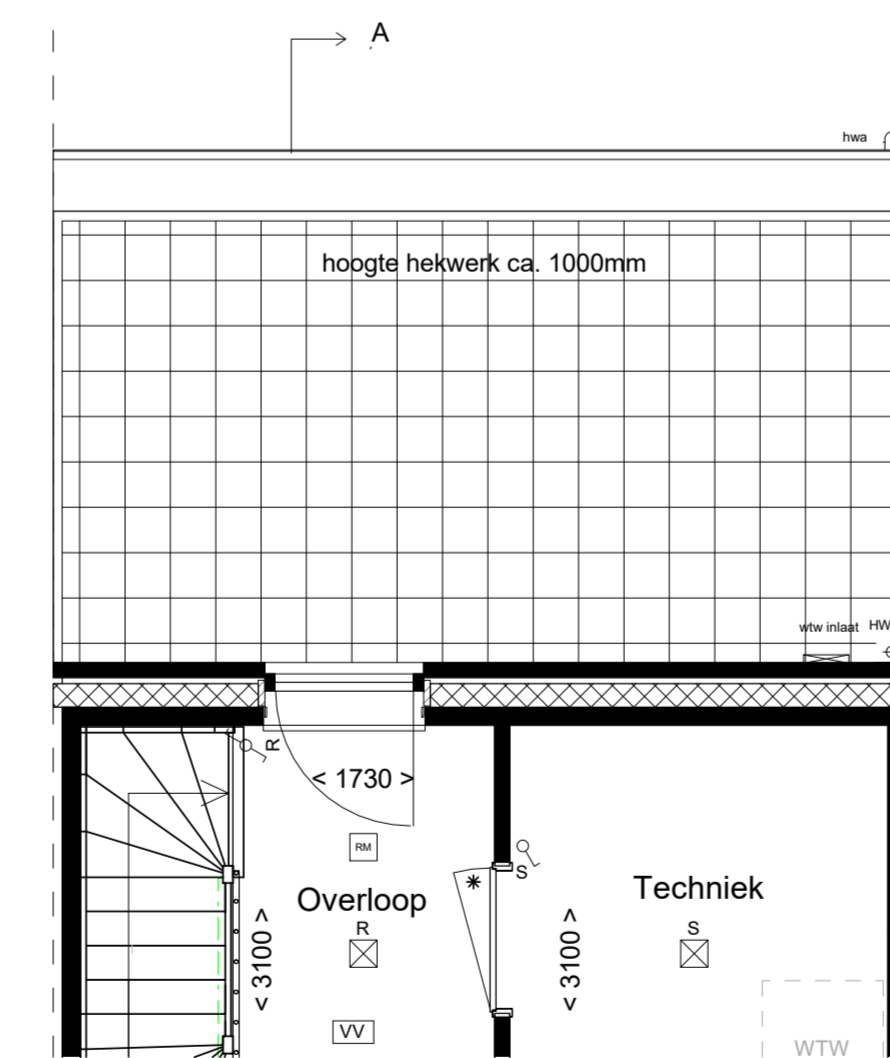 A
hwa
hoogte hekwerk ca. 1000mm
wtw inlaat
HW
R
< 1730 >
RM
S
Overloop
Techniek
R
S
< 3100 >
< 3100 >
VV
WTW